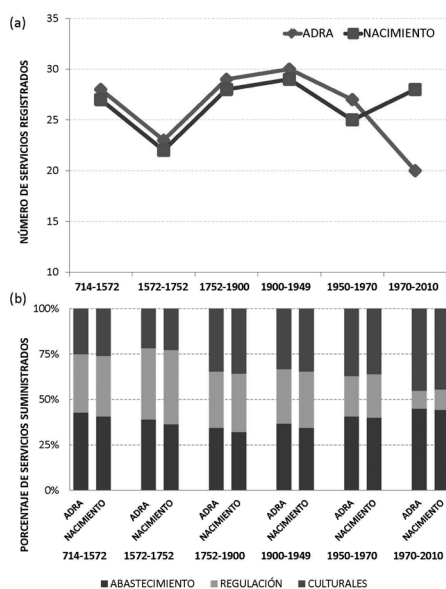 (a)
NÚMERO DE SERVICIOS REGISTRADOS
35
30
25
20
15
10
ADRA NACIMIENTO
714-1572 1572-1752 1752-1900 1900-1949 1950-1970 1970-2010
(b)
PORCENTAJE DE SERVICIOS SUMINISTRADOS
100%
75%
50%
25%
0%
ADRA NACIMIENTO ADRA NACIMIENTO ADRA NACIMIENTO ADRA NACIMIENTO ADRA NACIMIENTO ADRA NACIMIENTO
714-1572 1572-1752 1752-1900 1900-1949 1950-1970 1970-2010
ABASTECIMIENTO REGULACIÓN CULTURALES